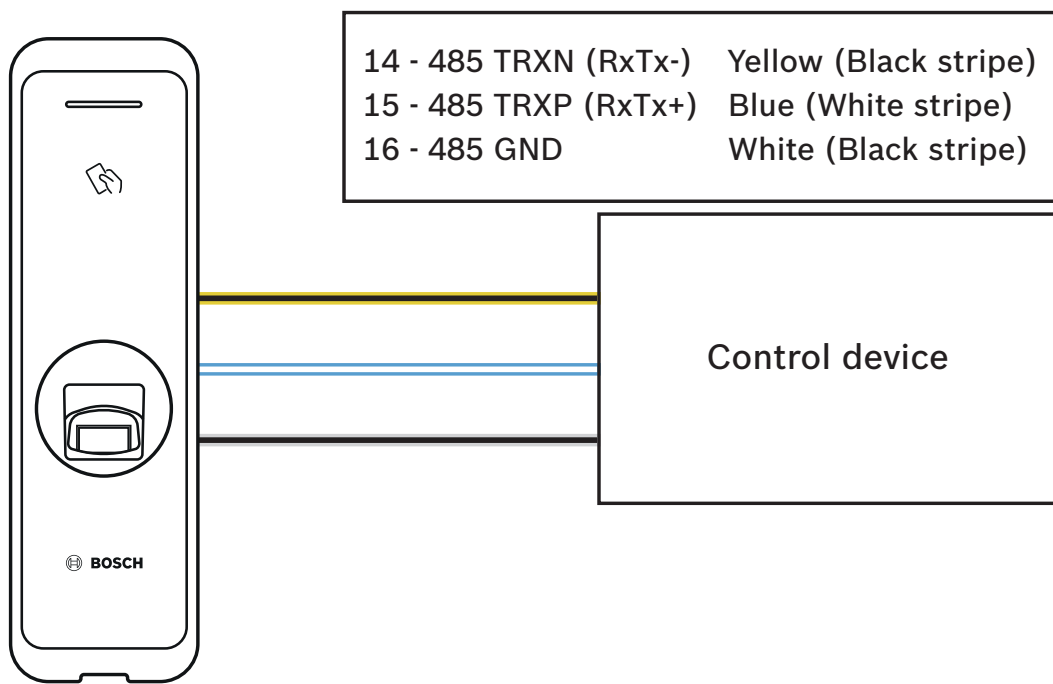 14 - 485 TRXN (RxTx-) Yellow (Black stripe)
15 - 485 TRXP (RxTx+) Blue (White stripe)
16 - 485 GND White (Black stripe)
Control device
BOSCH